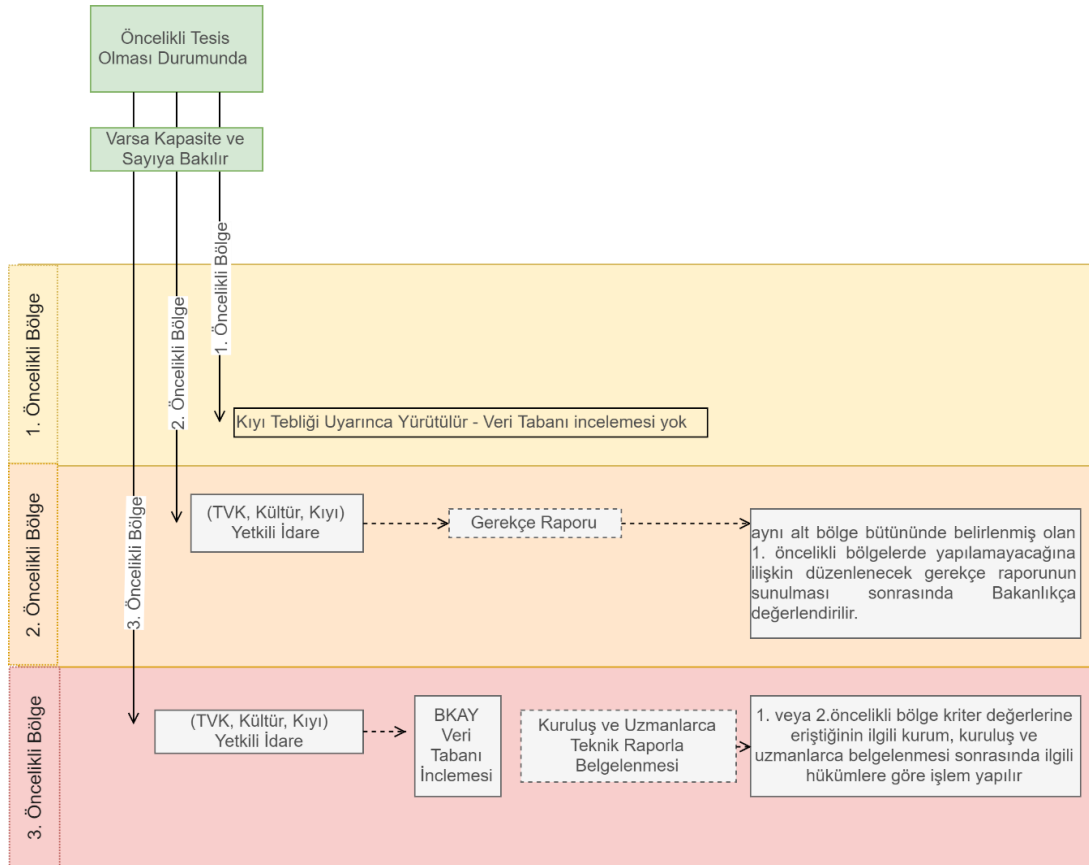 Öncelikli Tesis
Olması Durumunda
Varsa Kapasite ve
Sayıya Bakılır
1. Öncelikli Bölge
2. Öncelikli Bölge
3. Öncelikli Bölge
1. Öncelikli Bölge
Kıyı Tebliği Uyarınca Yürütülür - Veri Tabanı incelemesi yok
2. Öncelikli Bölge
(TVK, Kültür, Kıyı)
Yetkili İdare
Gerekçe Raporu
aynı alt bölge bütününde belirlenmiş olan
1. öncelikli bölgelerde yapılamayacağına
ilişkin düzenlenecek gerekçe raporunun
sunulması sonrasında Bakanlıkça
değerlendirilir.
3. Öncelikli Bölge
(TVK, Kültür, Kıyı)
Yetkili İdare
BKAY
Veri
Tabanı
İnclemesi
Kuruluş ve Uzmanlarca
Teknik Raporla
Belgelenmesi
1. veya 2.öncelikli bölge kriter değerlerine
eriştiğinin ilgili kurum, kuruluş ve
uzmanlarca belgelenmesi sonrasında ilgili
hükümlere göre işlem yapılır